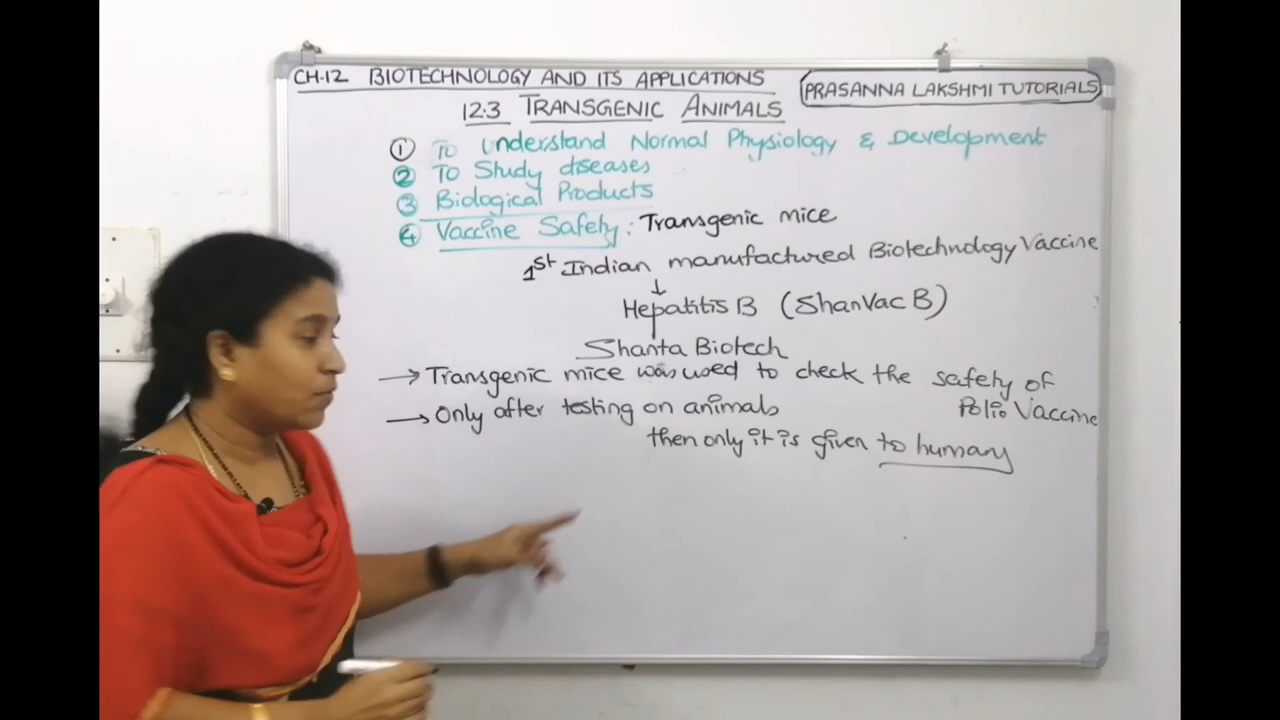 CH-12 BIOTECHNOLOGY AND ITS APPLICATIONS
PRASANNA LAKSHMI TUTORIALS
12.3 TRANSGENIC ANIMALS
① To understand Normal Physiology & Development
② To Study diseases
③ Biological Products
④ Vaccine Safety: Transgenic mice
1st Indian manufactured Biotechnology Vaccine
↓
Hepatitis B (ShanVac B)
Shanta Biotech
→ Transgenic mice was used to check the safety of
Polio Vaccine
→ Only after testing on animals
then only it is given to humans